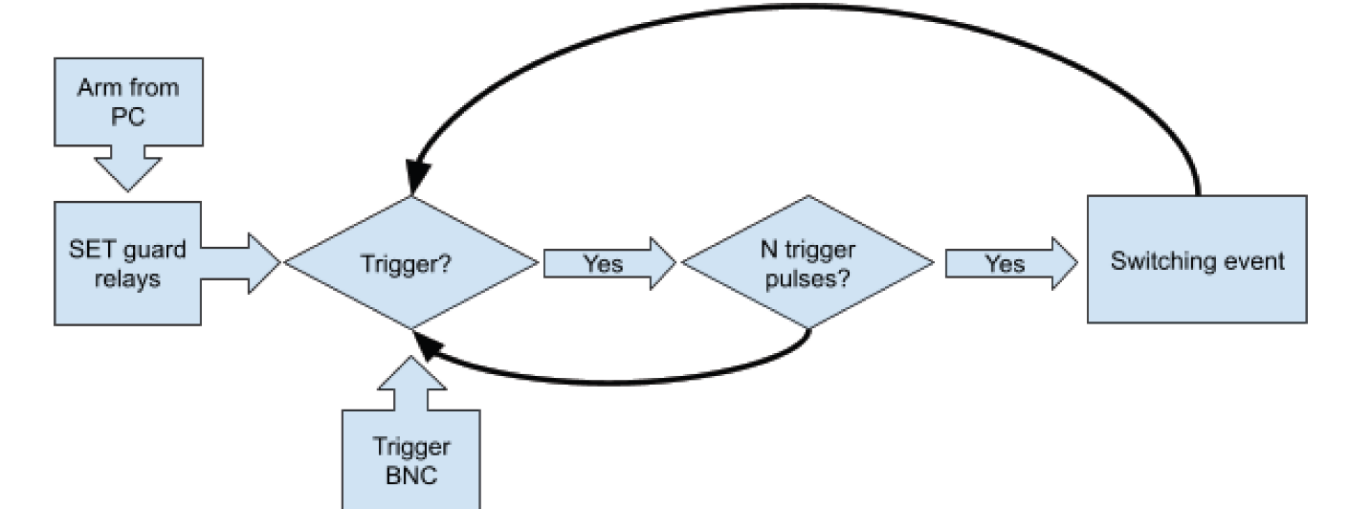 Arm from
PC
SET guard
relays
Trigger?
Yes
N trigger
pulses?
Yes
Switching event
Trigger
BNC